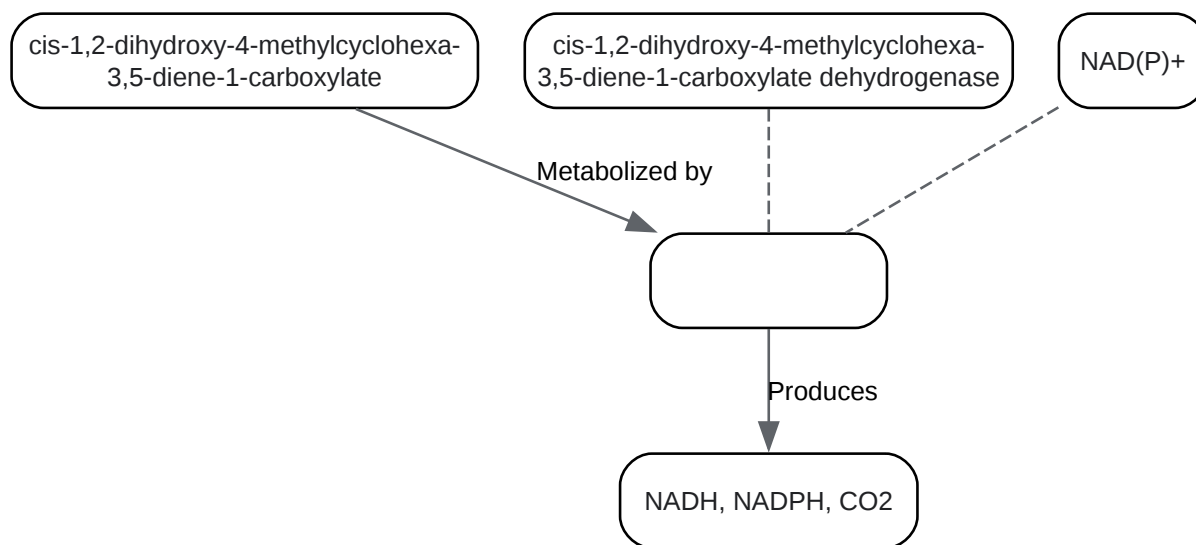 cis-1,2-dihydroxy-4-methylcyclohexa-
3,5-diene-1-carboxylate
cis-1,2-dihydroxy-4-methylcyclohexa-
3,5-diene-1-carboxylate dehydrogenase
NAD(P)+
Metabolized by
Produces
NADH, NADPH, CO2